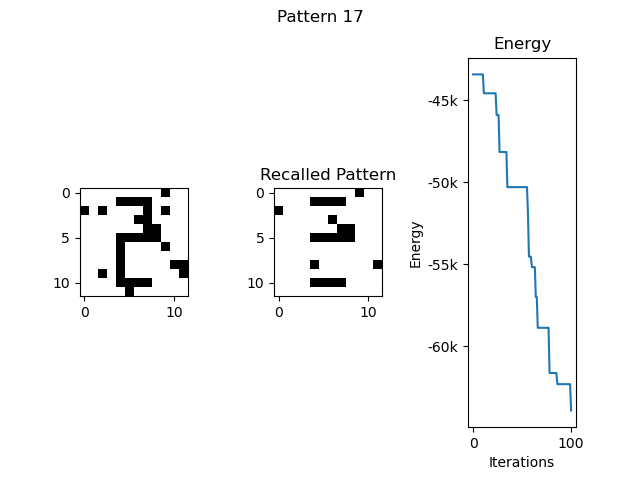 Pattern 17
Energy
Recalled Pattern
-45k
0
0
5
5
-50k
10
10
0
10
0
10
Energy
-55k
-60k
0
100
Iterations